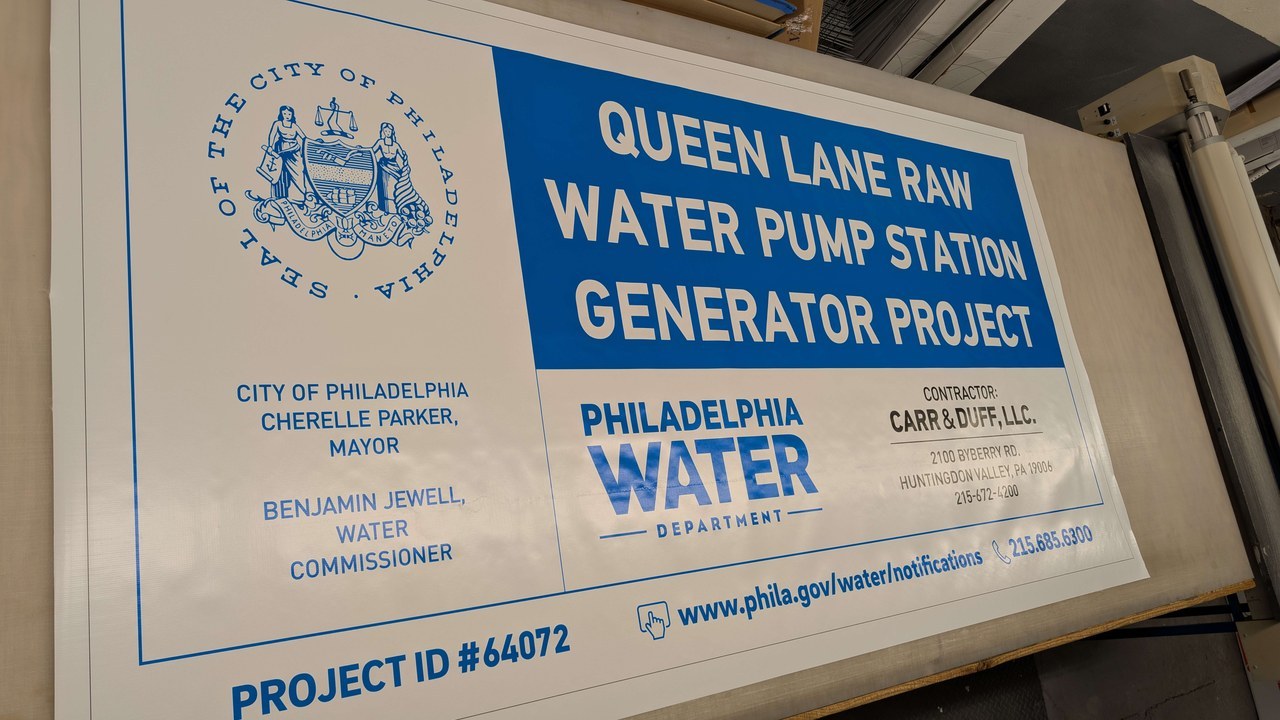 SEAL OF THE CITY OF PHILADELPHIA ·
PHILADELPHIA MANETO
QUEEN LANE RAW
WATER PUMP STATION
GENERATOR PROJECT
CITY OF PHILADELPHIA
CHERELLE PARKER,
MAYOR
BENJAMIN JEWELL,
WATER
COMMISSIONER
PHILADELPHIA
WATER
DEPARTMENT
CONTRACTOR:
CARR & DUFF, LLC.
2100 BYBERRY RD.
HUNTINGDON VALLEY, PA 19006
215-672-4200
PROJECT ID #64072
www.phila.gov/water/notifications
215.685.6300